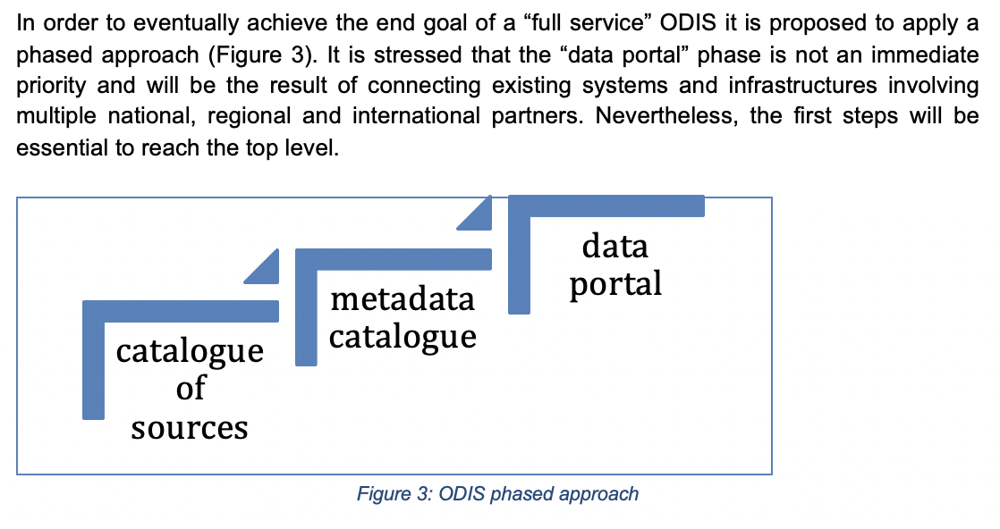 In order to eventually achieve the end goal of a “full service” ODIS it is proposed to apply a
phased approach (Figure 3). It is stressed that the “data portal” phase is not an immediate
priority and will be the result of connecting existing systems and infrastructures involving
multiple national, regional and international partners. Nevertheless, the first steps will be
essential to reach the top level.
catalogue
of
sources
metadata
catalogue
data
portal
Figure 3: ODIS phased approach